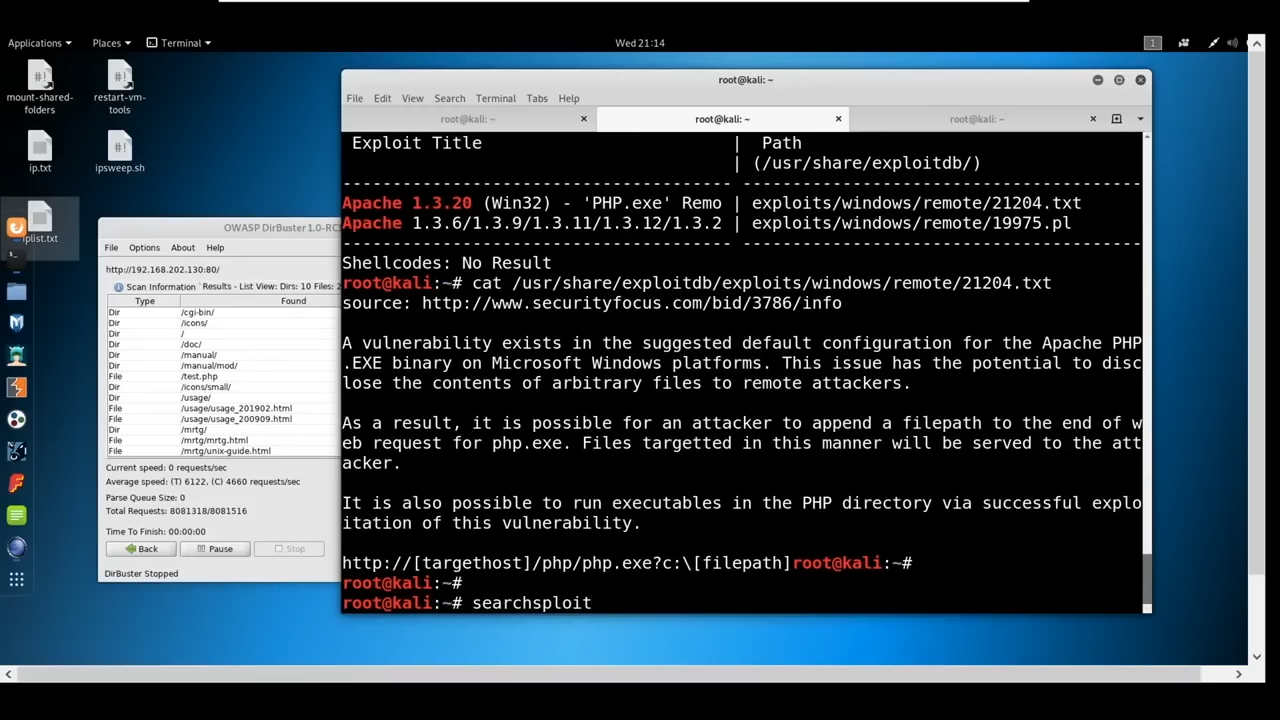 Applications
Places
Terminal
Wed 21:14
1
mount-shared-folders
restart-vm-tools
ip.txt
ipsweep.sh
iplist.txt
OWASP DirBuster 1.0-RC
File Options About Help
http://192.168.202.130:80/
Scan Information Results - List View: Dirs: 10 Files:
Type Found
Dir /cgi-bin/
Dir /icons/
Dir /
Dir /doc/
Dir /manual/
Dir /manual/mod/
File /test.php
Dir /icons/small/
Dir /usage/
File /usage/usage_201902.html
File /usage/usage_200909.html
Dir /mrtg/
File /mrtg/mrtg.html
File /mrtg/unix-guide.html
Current speed: 0 requests/sec
Average speed: (T) 6122, (C) 4660 requests/sec
Parse Queue Size: 0
Total Requests: 8081318/8081516
Time To Finish: 00:00:00
Back Pause Stop
DirBuster Stopped
root@kali: ~
File Edit View Search Terminal Tabs Help
root@kali: ~ root@kali: ~ root@kali: ~
Exploit Title | Path
| (/usr/share/exploitdb/)
Apache 1.3.20 (Win32) - 'PHP.exe' Remo | exploits/windows/remote/21204.txt
Apache 1.3.6/1.3.9/1.3.11/1.3.12/1.3.2 | exploits/windows/remote/19975.pl
Shellcodes: No Result
root@kali:~# cat /usr/share/exploitdb/exploits/windows/remote/21204.txt
source: http://www.securityfocus.com/bid/3786/info
A vulnerability exists in the suggested default configuration for the Apache PHP
.EXE binary on Microsoft Windows platforms. This issue has the potential to disc
lose the contents of arbitrary files to remote attackers.
As a result, it is possible for an attacker to append a filepath to the end of w
eb request for php.exe. Files targetted in this manner will be served to the att
acker.
It is also possible to run executables in the PHP directory via successful explo
itation of this vulnerability.
http://[targethost]/php/php.exe?c:\[filepath]root@kali:~#
root@kali:~#
root@kali:~# searchsploit